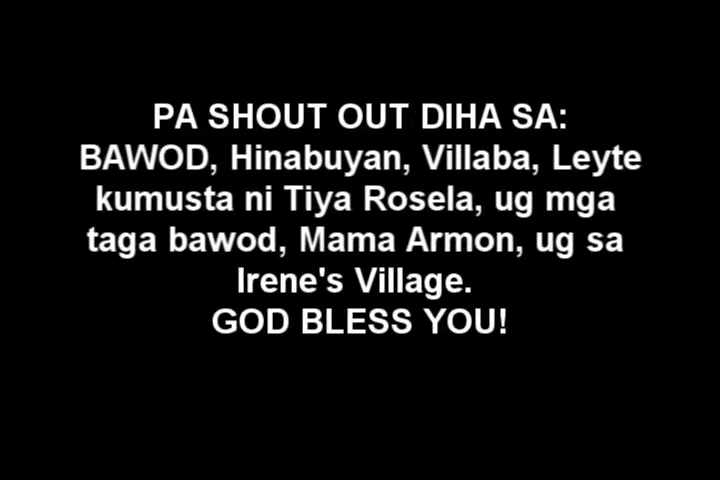 PA SHOUT OUT DIHA SA:
BAWOD, Hinabuyan, Villaba, Leyte
kumusta ni Tiya Rosela, ug mga
taga bawod, Mama Armon, ug sa
Irene's Village.
GOD BLESS YOU!